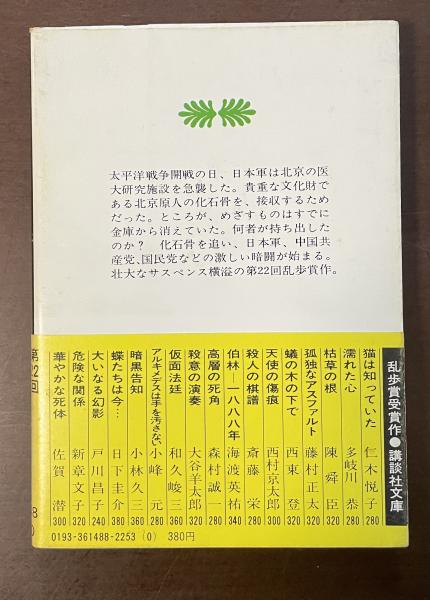 太平洋戦争開戦の日、日本軍は北京の医
大研究施設を急襲した。貴重な文化財で
ある北京原人の化石骨を、接収するため
だった。ところが、めざすものはすでに
金庫から消えていた。何者が持ち出した
のか？ 化石骨を追い、日本軍、中国共
産党、国民党などの激しい暗闘が始まる。
壮大なサスペンス横溢の第22回乱歩賞作。
乱歩賞受賞作●講談社文庫
猫は知っていた 仁木悦子 280
濡れた心 多岐川恭 280
枯草の根 陳舜臣 320
孤独なアスファルト 藤村正太 320
蟻の木の下で 西東登 320
天使の傷痕 西村京太郎 300
殺人の棋譜 斎藤栄 280
伯林―一八八八年 海渡英祐 340
高層の死角 森村誠一 320
殺意の演奏 大谷羊太郎 320
仮面法廷 和久峻三 360
アルキメデスは手を汚さない 小峰元 280
暗黒告知 小林久三 360
蝶たちは今… 日下圭介 380
大いなる幻影 戸川昌子 240
危険な関係 新章文子 320
華やかな死体 佐賀潜 300
0193-361488-2253 (0) 380円